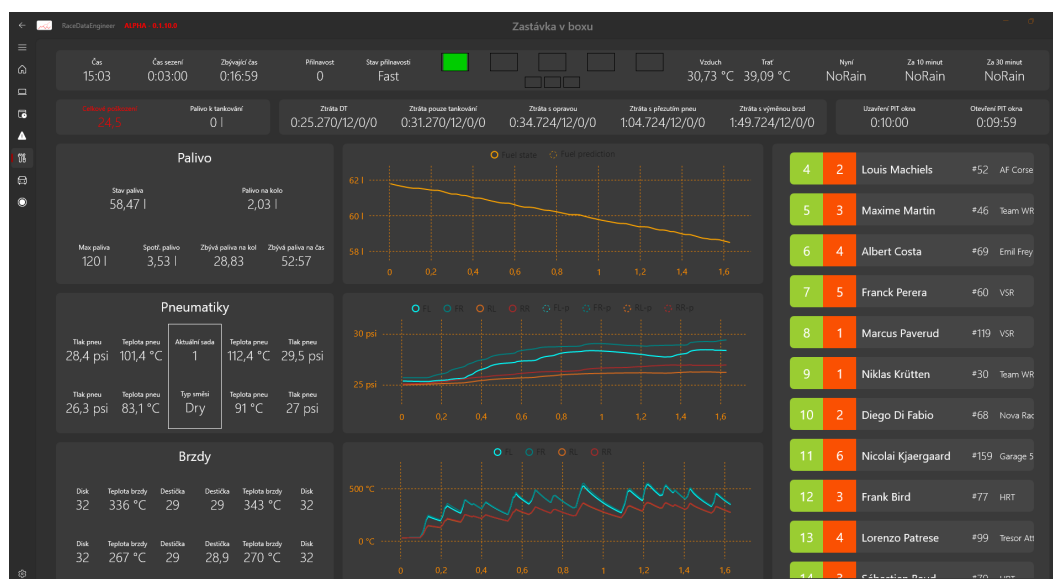 RaceDataEngineer ALPHA - 0.1.18.0
Zastávka v boxu
Čas Čas sezení Zbývající čas Přilnavost Stav přilnavosti Vzduch Trať Nyní Za 10 minut Za 30 minut
15:03 0:03:00 0:16:59 0 Fast 30,73 °C 39,09 °C NoRain NoRain NoRain
Palivo k tankování Ztráta DT Ztráta pouze tankování Ztráta s opravou Ztráta s přezutím pneu Ztráta s výměnou brzd Uzavření PIT okna Otevření PIT okna
24,5 0 l 0:25.270/12/0/0 0:31.270/12/0/0 0:34.724/12/0/0 1:04.724/12/0/0 1:49.724/12/0/0 0:10:00 0:09:59
Palivo
Stav paliva Palivo na kolo
58,47 l 2,03 l
Max paliva Spotř. palivo Zbývá paliva na kol Zbývá paliva na čas
120 l 3,53 l 28,83 52:57
Fuel state Fuel prediction
62 l
60 l
58 l
0 0,2 0,4 0,6 0,8 1 1,2 1,4 1,6
Pneumatiky
Tlak pneu Teplota pneu Aktuální sada Teplota pneu Tlak pneu
28,4 psi 101,4 °C 1 112,4 °C 29,5 psi
Tlak pneu Teplota pneu Typ směsi Teplota pneu Tlak pneu
26,3 psi 83,1 °C Dry 91 °C 27 psi
FL FR RL RR FL-p FR-p RL-p RR-p
30 psi
25 psi
0 0,2 0,4 0,6 0,8 1 1,2 1,4 1,6
Brzdy
Disk Teplota brzdy Destička Destička Teplota brzdy Disk
32 336 °C 29 29 343 °C 32
Disk Teplota brzdy Destička Destička Teplota brzdy Disk
32 267 °C 29 28,9 270 °C 32
FL FR RL RR
500 °C
0 °C
0 0,2 0,4 0,6 0,8 1 1,2 1,4 1,6
4 2 Louis Machiels #52 AF Corse
5 3 Maxime Martin #46 Team WR
6 4 Albert Costa #69 Emil Frey
7 5 Franck Perera #60 VSR
8 1 Marcus Paverud #119 VSR
9 1 Niklas Krütten #30 Team WR
10 2 Diego Di Fabio #68 Nova Rac
11 6 Nicolai Kjaergaard #159 Garage 5
12 3 Frank Bird #77 HRT
13 4 Lorenzo Patrese #99 Tresor Att